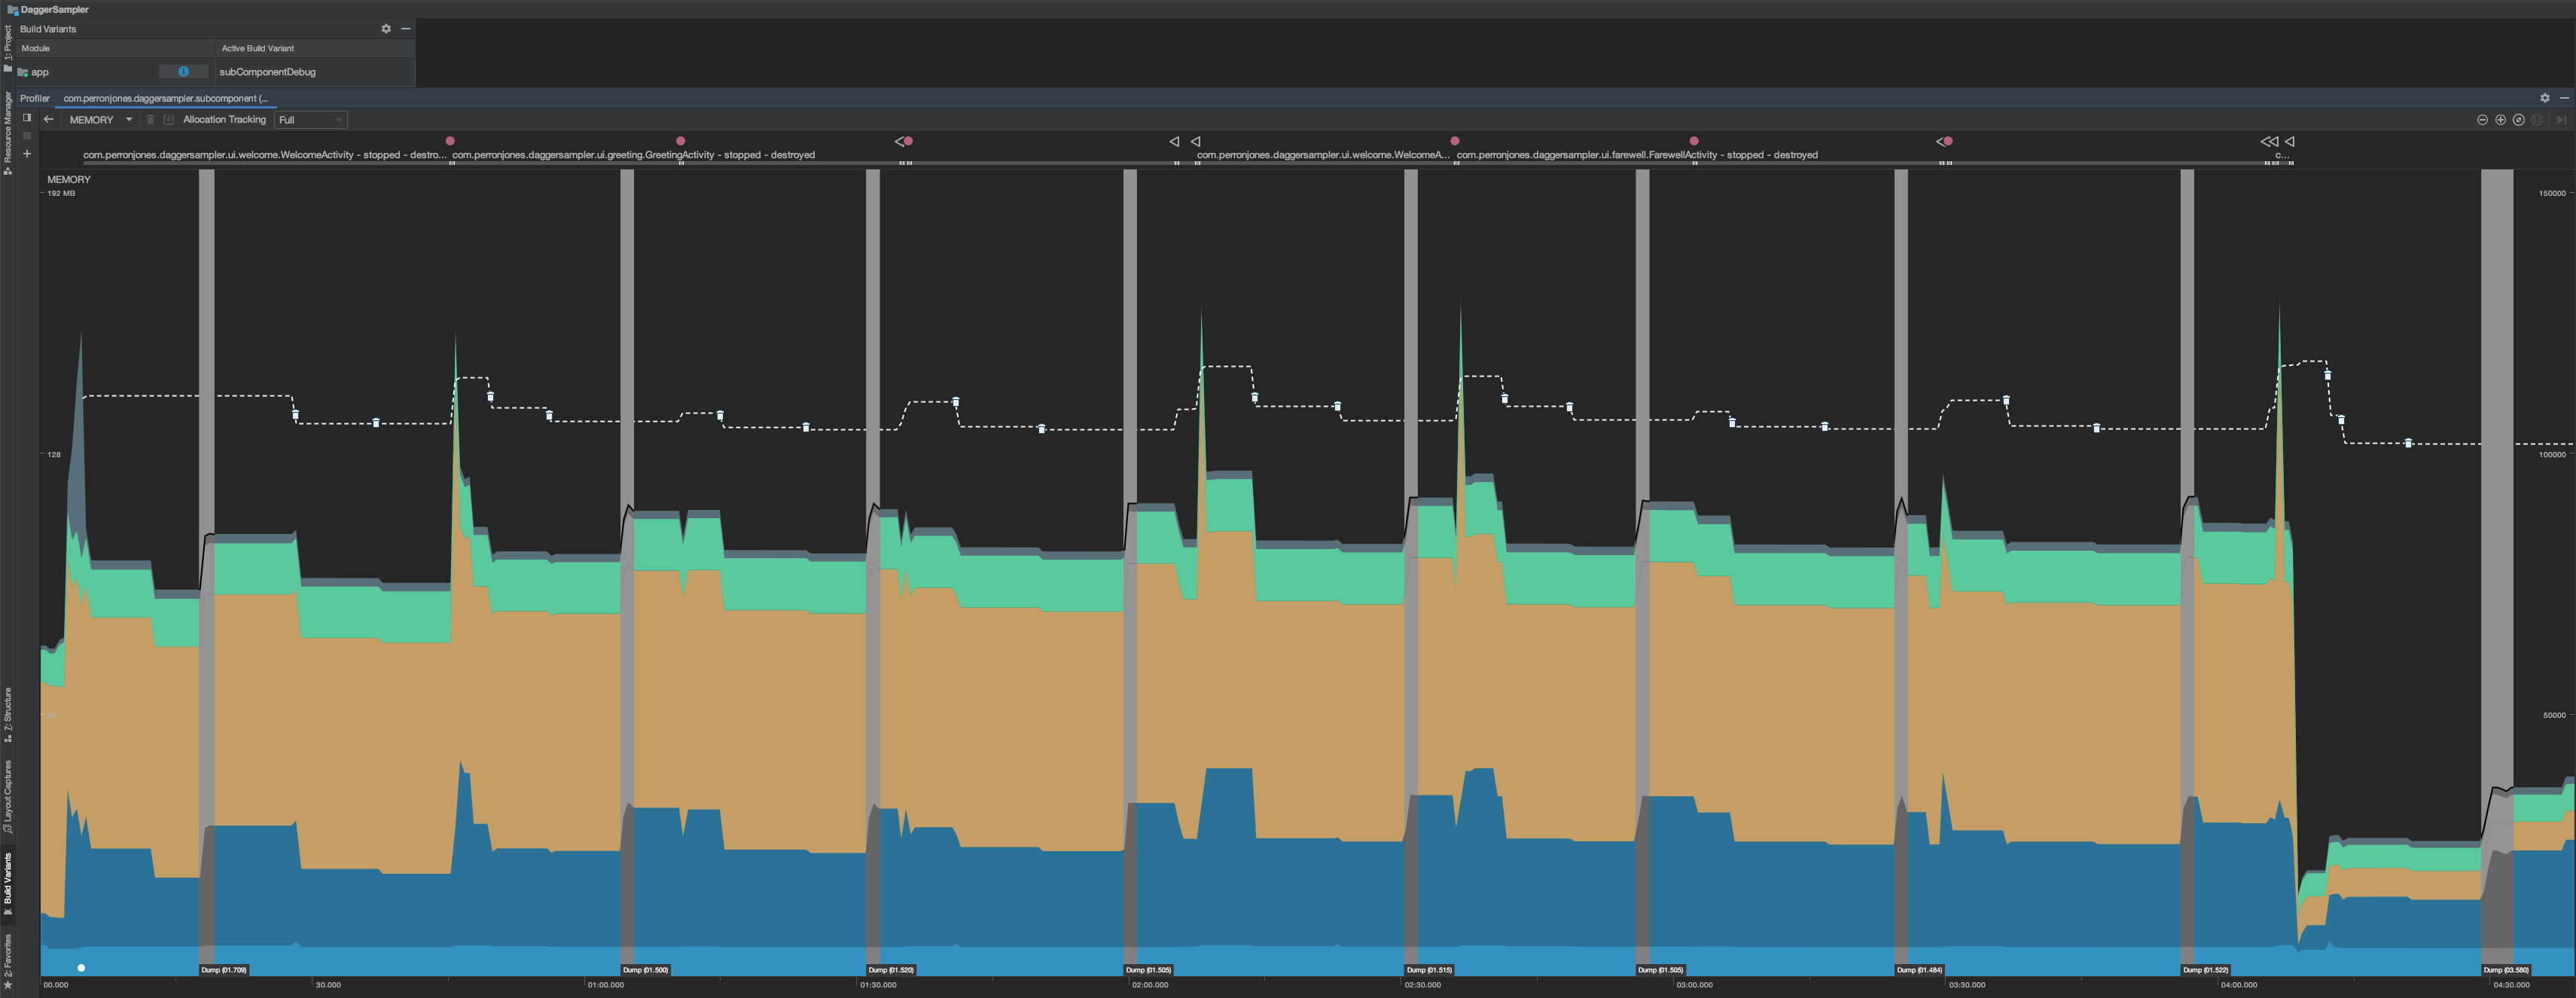 DaggerSampler
Build Variants
Module Active Build Variant
app subComponentDebug
Profiler com.perronjones.daggersampler.subcomponent (...
MEMORY Allocation Tracking Full
com.perronjones.daggersampler.ui.welcome.WelcomeActivity - stopped - destro... com.perronjones.daggersampler.ui.greeting.GreetingActivity - stopped - destroyed com.perronjones.daggersampler.ui.welcome.WelcomeA... com.perronjones.daggersampler.ui.farewell.FarewellActivity - stopped - destroyed c...
MEMORY
192 MB 150000
128 100000
64 50000
Dump (01.709) Dump (01.500) Dump (01.520) Dump (01.505) Dump (01.515) Dump (01.505) Dump (01.484) Dump (01.522) Dump (03.580)
00.000 30.000 01:00.000 01:30.000 02:00.000 02:30.000 03:00.000 03:30.000 04:00.000 04:30.000
1: Project
Resource Manager
7: Structure
Layout Captures
Build Variants
2: Favorites